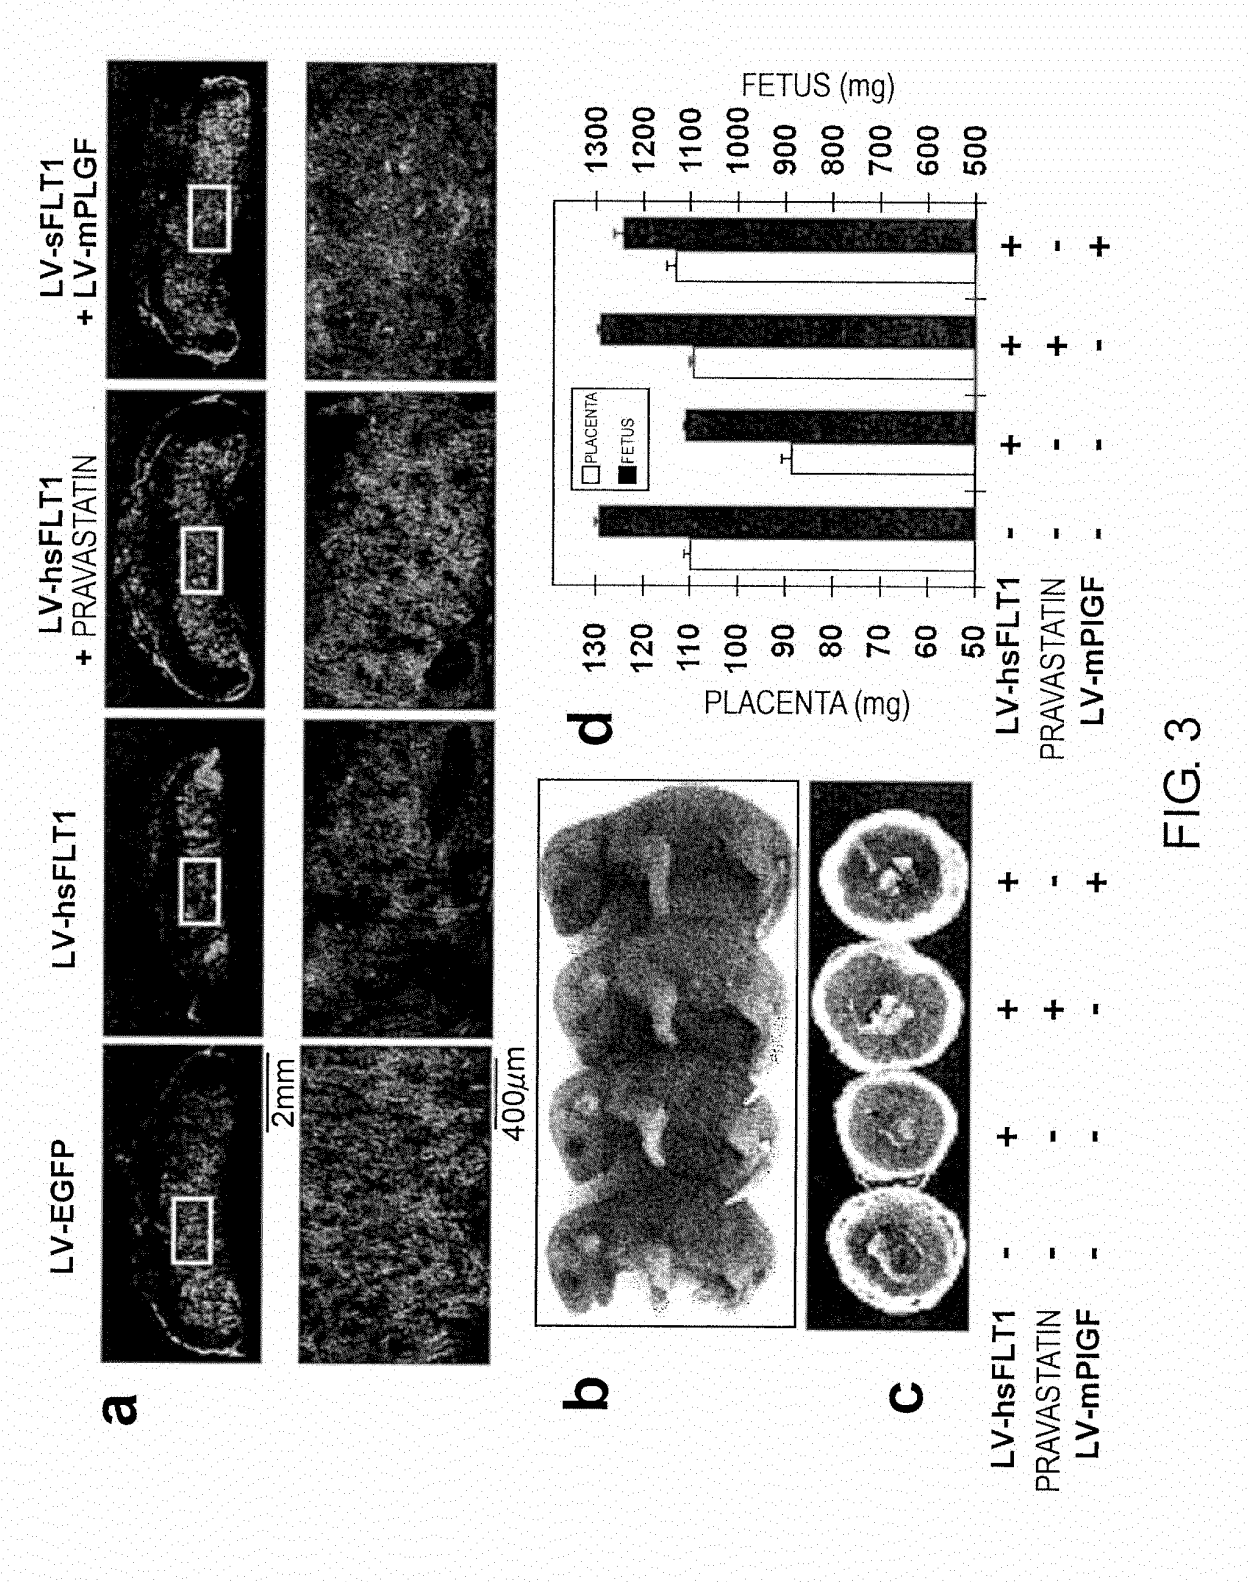 a
LV-EGFP
LV-hsFLT1
LV-hsFLT1
+ PRAVASTATIN
LV-sFLT1
+ LV-mPLGF
2mm
400μm
b
c
LV-hsFLT1 - + + +
PRAVASTATIN - - + -
LV-mPIGF - - - +
d
PLACENTA (mg)
130
120
110
100
90
80
70
60
50
PLACENTA
FETUS
1300
1200
1100
1000
900
800
700
600
500
FETUS (mg)
LV-hsFLT1 - + + +
PRAVASTATIN - - + -
LV-mPIGF - - - +
FIG. 3